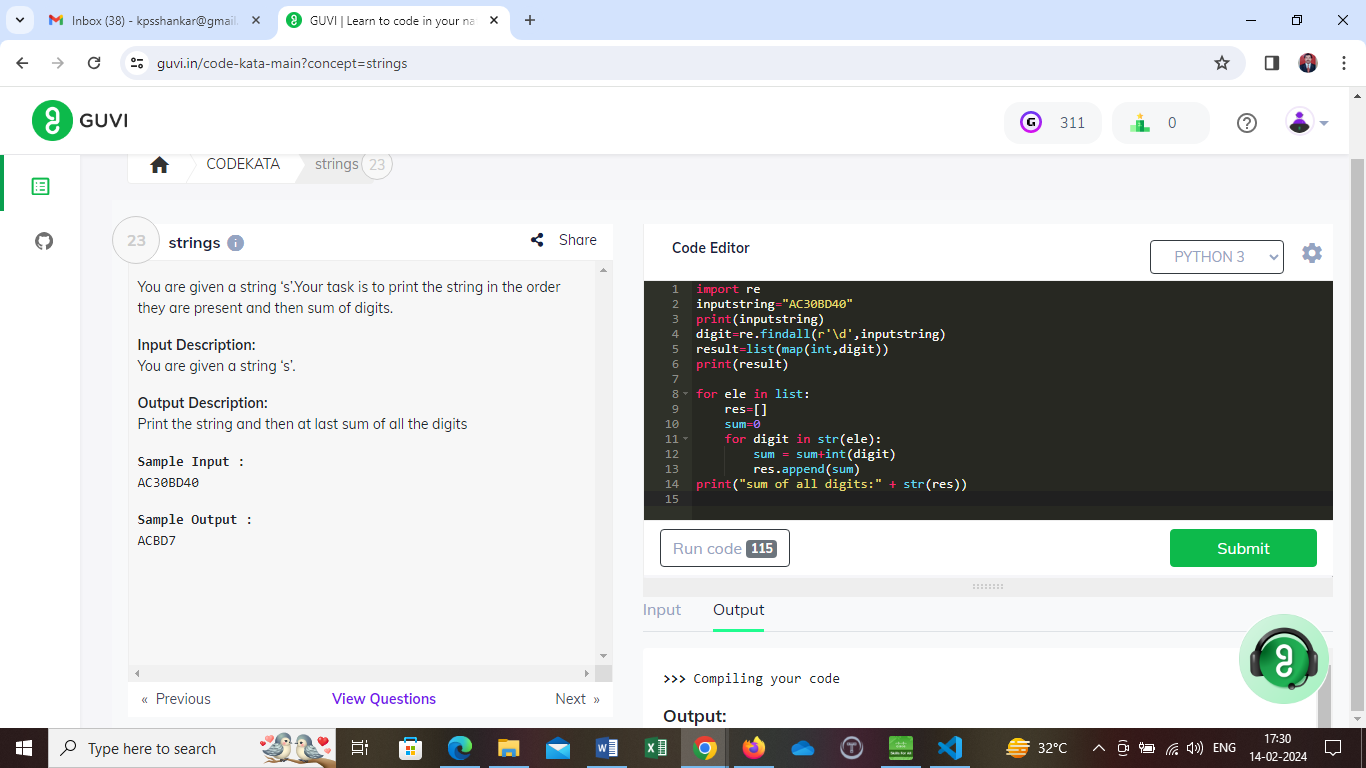 Inbox (38) - kpsshankar@gmail.
GUVI | Learn to code in your na
guvi.in/code-kata-main?concept=strings
GUVI
311
0
CODEKATA
strings 23
23 strings
Share
You are given a string ‘s’.Your task is to print the string in the order
they are present and then sum of digits.
Input Description:
You are given a string ‘s’.
Output Description:
Print the string and then at last sum of all the digits
Sample Input :
AC30BD40
Sample Output :
ACBD7
« Previous
View Questions
Next »
Code Editor
PYTHON 3
1 import re
2 inputstring="AC30BD40"
3 print(inputstring)
4 digit=re.findall(r'\d',inputstring)
5 result=list(map(int,digit))
6 print(result)
7
8 for ele in list:
9     res=[]
10     sum=0
11     for digit in str(ele):
12         sum = sum+int(digit)
13         res.append(sum)
14 print("sum of all digits:" + str(res))
15
Run code 115
Submit
Input
Output
>>> Compiling your code
Output:
Type here to search
32°C
ENG
17:30
14-02-2024